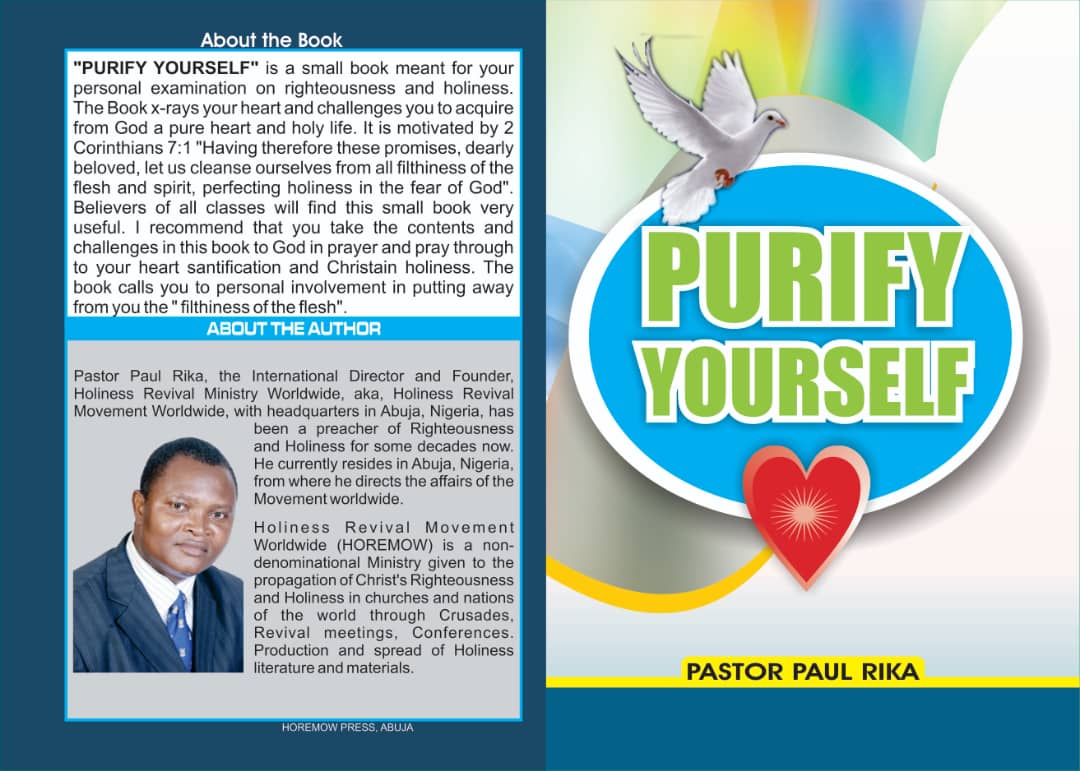 About the Book
"PURIFY YOURSELF" is a small book meant for your
personal examination on righteousness and holiness.
The Book x-rays your heart and challenges you to acquire
from God a pure heart and holy life. It is motivated by 2
Corinthians 7:1 "Having therefore these promises, dearly
beloved, let us cleanse ourselves from all filthiness of the
flesh and spirit, perfecting holiness in the fear of God".
Believers of all classes will find this small book very
useful. I recommend that you take the contents and
challenges in this book to God in prayer and pray through
to your heart santification and Christain holiness. The
book calls you to personal involvement in putting away
from you the " filthiness of the flesh".
ABOUT THE AUTHOR
Pastor Paul Rika, the International Director and Founder,
Holiness Revival Ministry Worldwide, aka, Holiness Revival
Movement Worldwide, with headquarters in Abuja, Nigeria, has
been a preacher of Righteousness
and Holiness for some decades now.
He currently resides in Abuja, Nigeria,
from where he directs the affairs of the
Movement worldwide.
Holiness Revival Movement
Worldwide (HOREMOW) is a non-
denominational Ministry given to the
propagation of Christ's Righteousness
and Holiness in churches and nations
of the world through Crusades,
Revival meetings, Conferences.
Production and spread of Holiness
literature and materials.
HOREMOW PRESS, ABUJA
PURIFY
YOURSELF
PASTOR PAUL RIKA